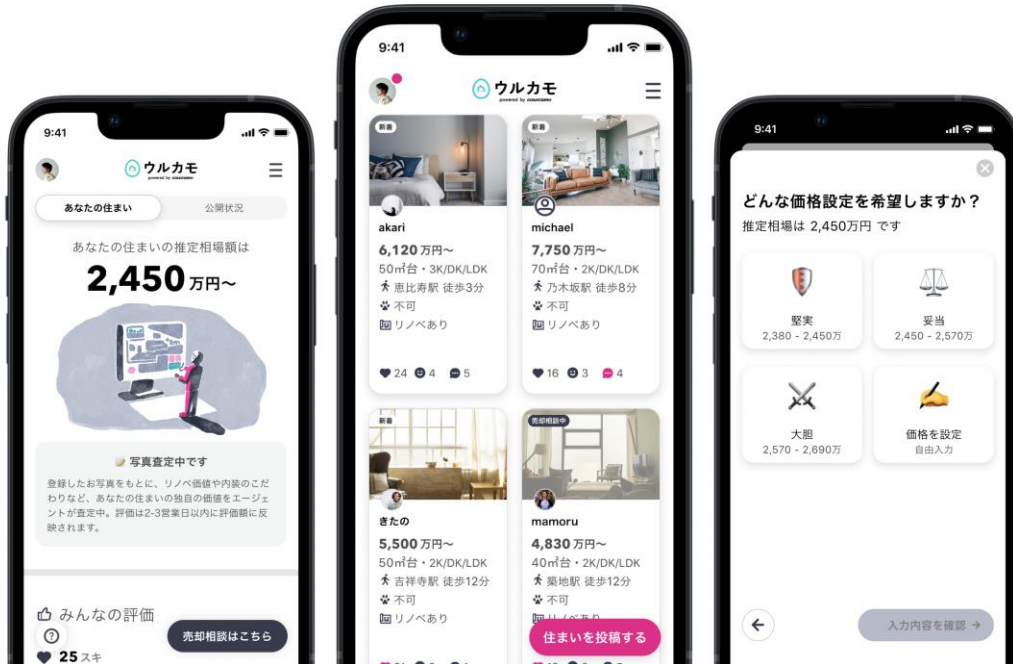 9:41
ウルカモ
powered by cowcamo
あなたの住まい
公開状況
あなたの住まいの推定相場額は
2,450 万円〜
写真査定中です
登録したお写真をもとに、リノベ価値や内装のこだ
わりなど、あなたの住まいの独自の価値をエージェ
ントが査定中。評価は2-3営業日以内に評価額に反
映されます。
みんなの評価
売却相談はこちら
25 スキ
9:41
ウルカモ
powered by cowcamo
新着
akari
6,120 万円〜
50㎡台・3K/DK/LDK
恵比寿駅 徒歩3分
不可
リノベあり
24 4 5
新着
michael
7,750 万円〜
70㎡台・2K/DK/LDK
乃木坂駅 徒歩8分
不可
リノベあり
16 3 4
新着
きたの
5,500 万円〜
50㎡台・2K/DK/LDK
吉祥寺駅 徒歩12分
不可
リノベあり
売却相談中
mamoru
4,830 万円〜
40㎡台・2K/DK/LDK
築地駅 徒歩12分
不可
住まいを投稿する
9:41
どんな価格設定を希望しますか？
推定相場は 2,450万円 です
堅実
2,380 - 2,450万
妥当
2,450 - 2,570万
大胆
2,570 - 2,690万
価格を設定
自由入力
入力内容を確認 →